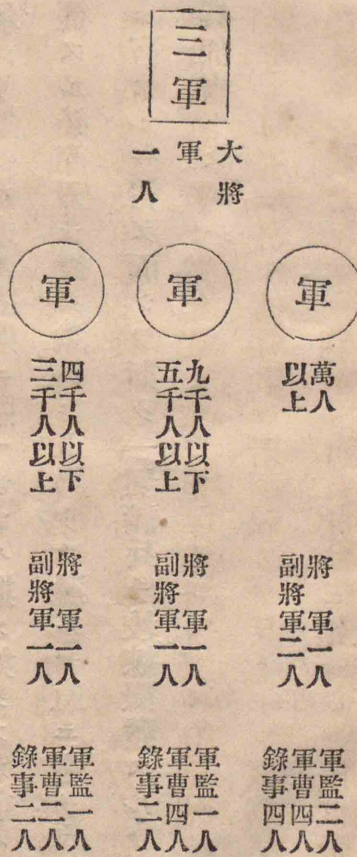 三軍
大將
軍
一人
軍
萬人
以上
將　軍一人
副將軍二人
軍監二人
軍曹四人
錄事四人
軍
九千人以下
五千人以上
將　軍一人
副將軍一人
軍監一人
軍曹四人
錄事二人
軍
四千人以下
三千人以上
將　軍一人
副將軍一人
軍監一人
軍曹二人
錄事二人